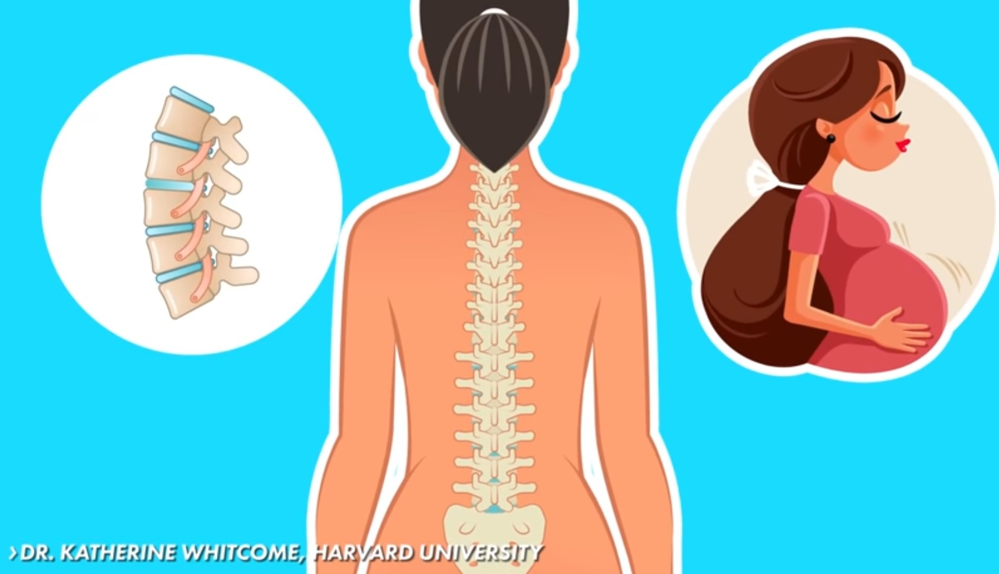 ›DR. KATHERINE WHITCOME, HARVARD UNIVERSITY